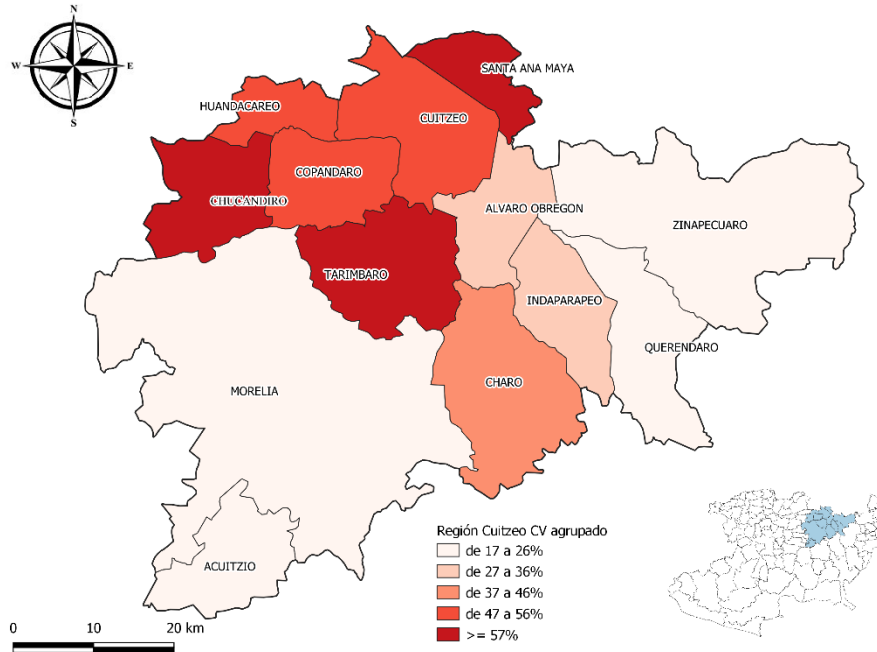 N
W E
S
SANTA ANA MAYA
HUANDACAREO
CUITZEO
COPANDARO
CHUCANDIRO
ALVARO OBREGON
ZINAPECUARO
TARIMBARO
INDAPARAPEO
QUERENDARO
CHARO
MORELIA
ACUITZIO
Región Cuitzeo CV agrupado
de 17 a 26%
de 27 a 36%
de 37 a 46%
de 47 a 56%
>= 57%
0 10 20 km